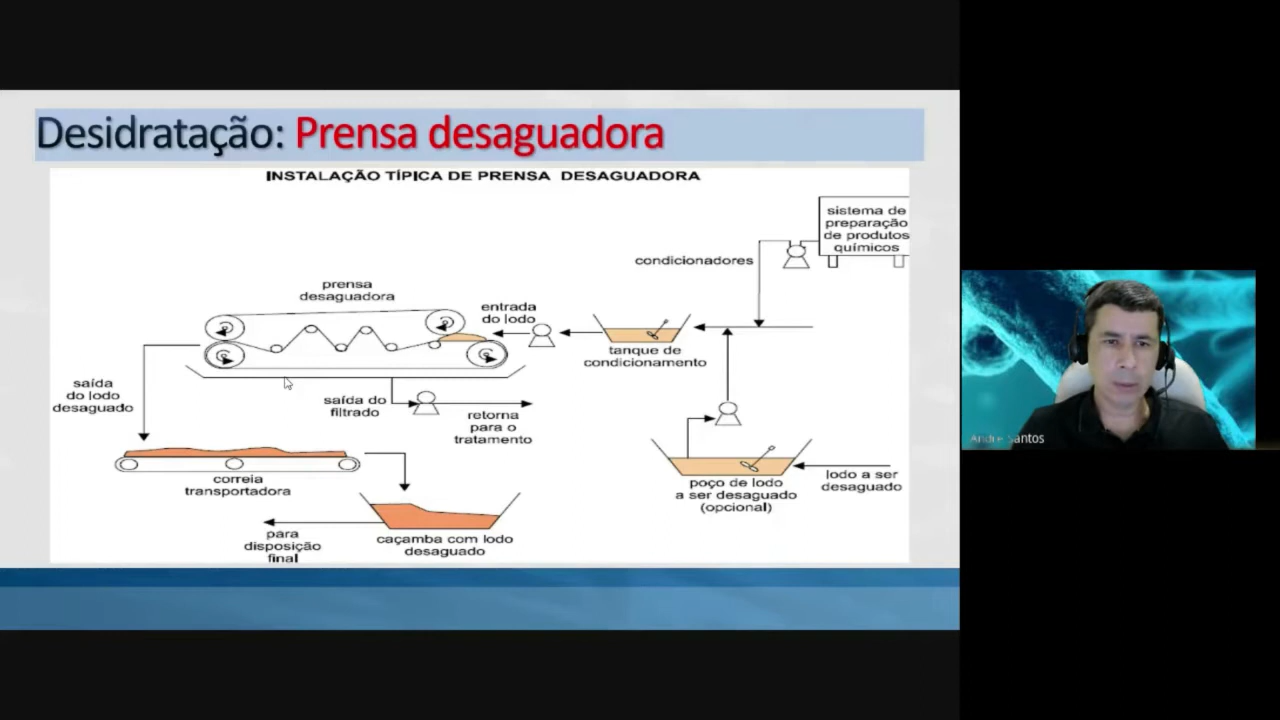 Desidratação: Prensa desaguadora
INSTALAÇÃO TÍPICA DE PRENSA DESAGUADORA
sistema de
preparação
de produtos
químicos
condicionadores
prensa
desaguadora
entrada
do lodo
tanque de
condicionamento
saída
do lodo
desaguado
saída do
filtrado
retorna
para o
tratamento
correia
transportadora
poço de lodo
a ser desaguado
(opcional)
lodo a ser
desaguado
para
disposição
final
caçamba com lodo
desaguado
Andre Santos